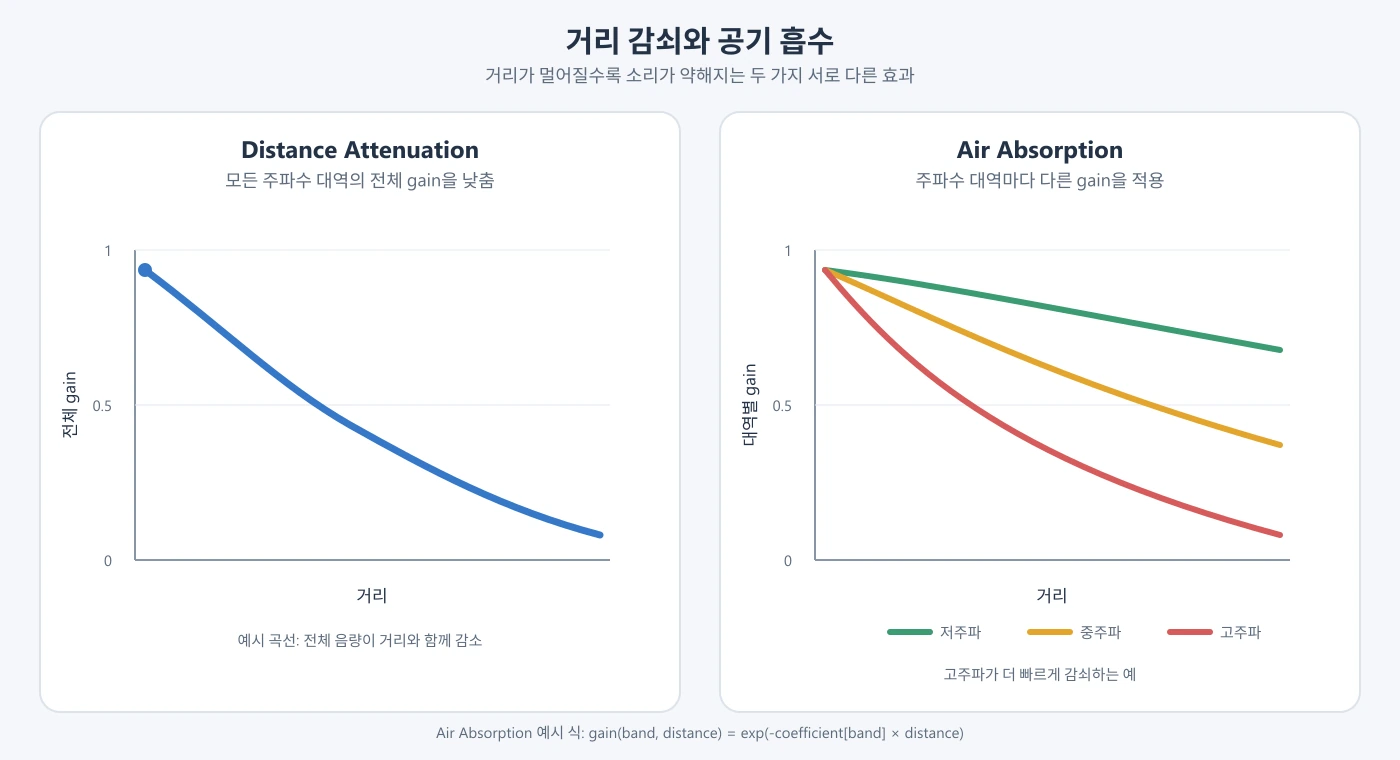 거리 감쇠와 공기 흡수
거리가 멀어질수록 소리가 약해지는 두 가지 서로 다른 효과
Distance Attenuation
모든 주파수 대역의 전체 gain을 낮춤
1
0.5
0
전체 gain
거리
예시 곡선: 전체 음량이 거리와 함께 감소
Air Absorption
주파수 대역마다 다른 gain을 적용
1
0.5
0
대역별 gain
거리
저주파
중주파
고주파
고주파가 더 빠르게 감쇠하는 예
Air Absorption 예시 식: gain(band, distance) = exp(-coefficient[band] × distance)